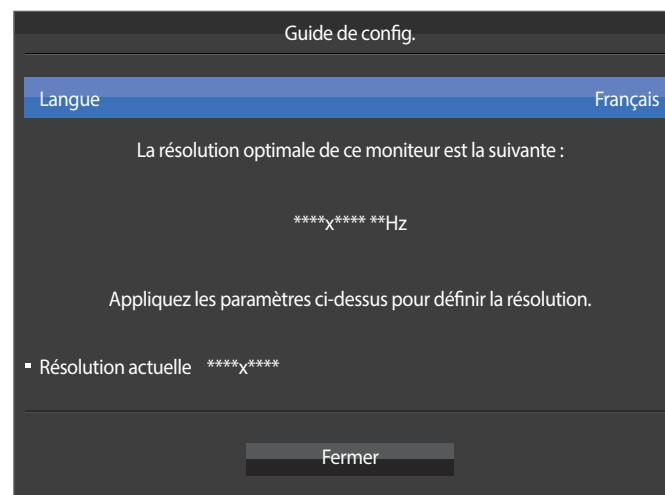 Guide de config.
Langue Français
La résolution optimale de ce moniteur est la suivante :
****x**** **Hz
Appliquez les paramètres ci-dessus pour définir la résolution.
Résolution actuelle ****x****
Fermer